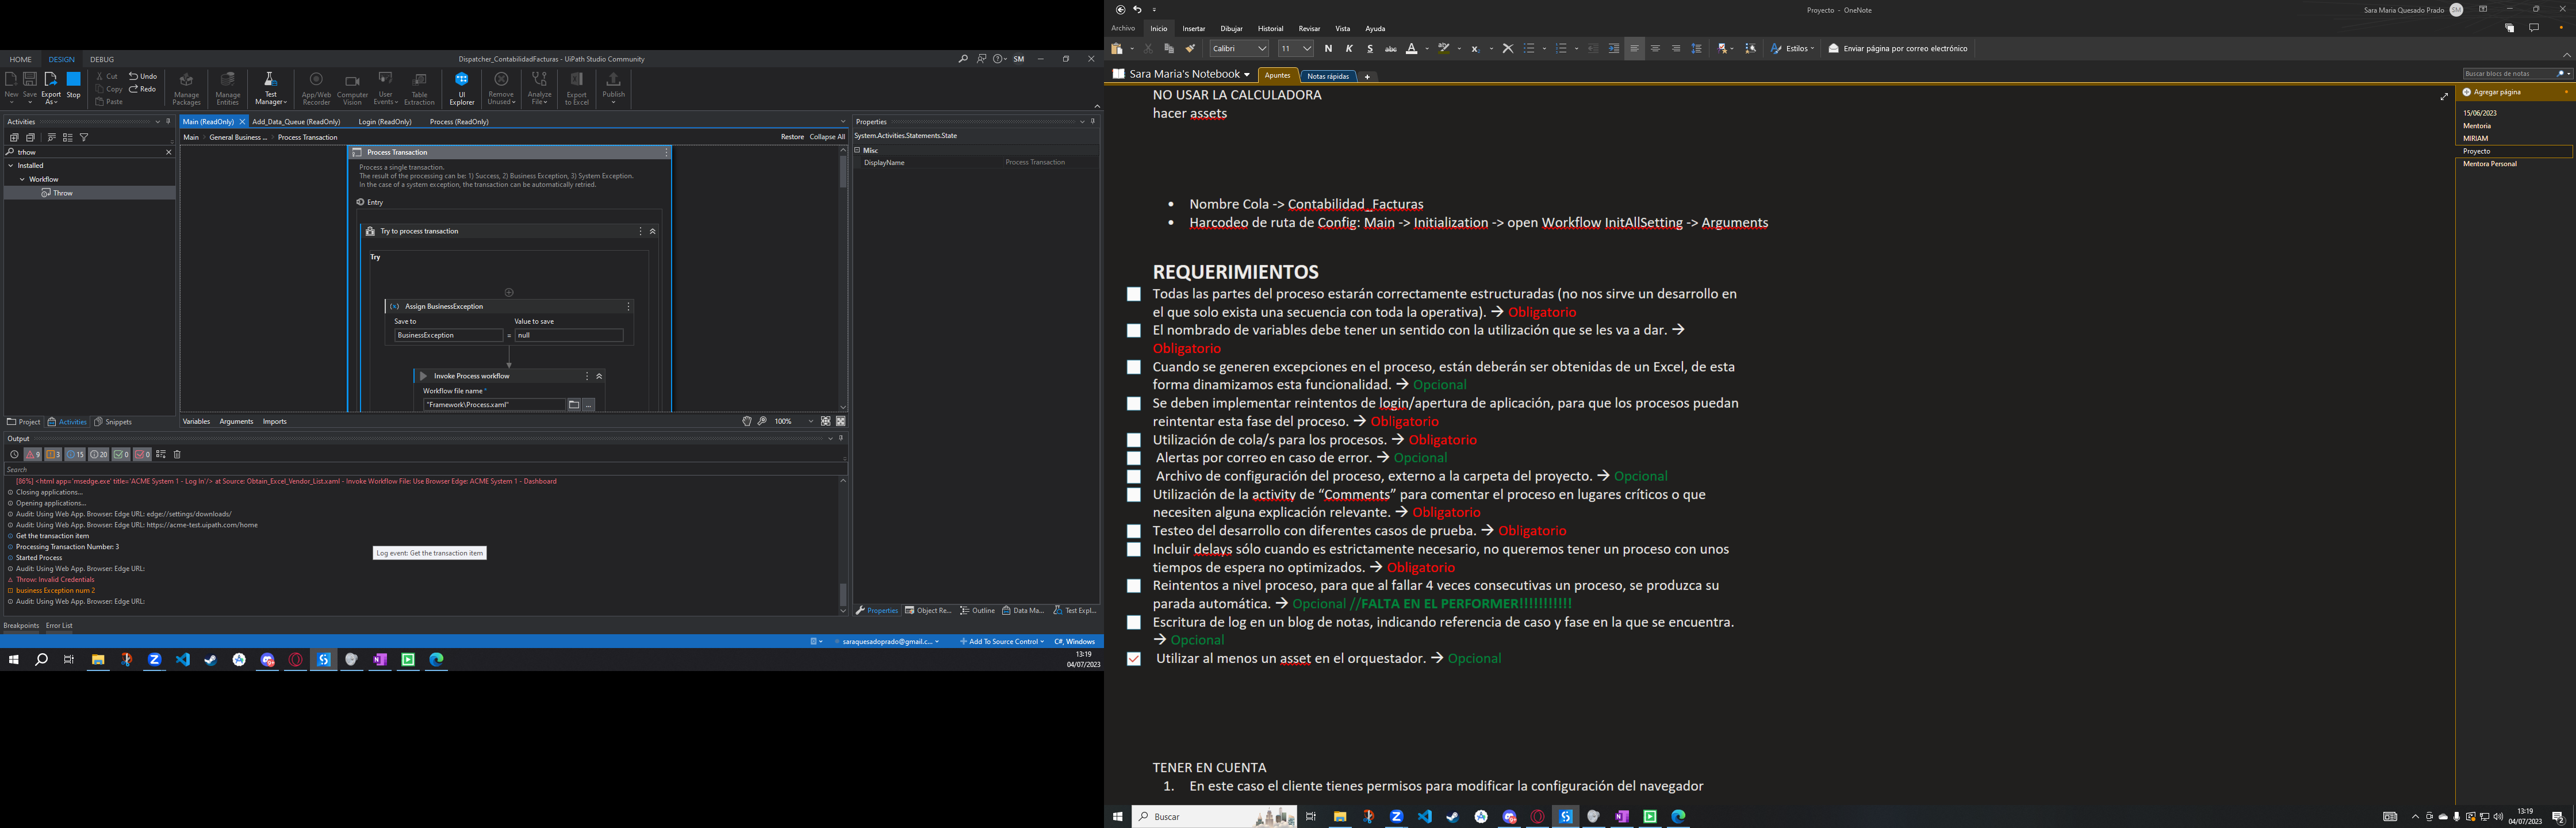 HOME DESIGN DEBUG
Dispatcher_ContabilidadFacturas - UiPath Studio Community
SM
New Save Export As Stop
Cut Copy Paste
Undo Redo
Manage Packages
Manage Entities
Test Manager
App/Web Recorder
Computer Vision
User Events
Table Extraction
UI Explorer
Remove Unused
Analyze File
Export to Excel
Publish
Activities
trhow
Installed
Workflow
Throw
Project Activities Snippets
Main (ReadOnly) Add_Data_Queue (ReadOnly) Login (ReadOnly) Process (ReadOnly)
Main > General Business ... > Process Transaction
Restore Collapse All
Process Transaction
Process a single transaction.
The result of the processing can be: 1) Success, 2) Business Exception, 3) System Exception.
In the case of a system exception, the transaction can be automatically retried.
Entry
Try to process transaction
Try
Assign BusinessException
Save to Value to save
BusinessException = null
Invoke Process workflow
Workflow file name *
"Framework\Process.xaml"
Variables Arguments Imports
100%
Properties
System.Activities.Statements.State
Misc
DisplayName Process Transaction
Properties Object Re... Outline Data Ma... Test Expl...
Output
9 3 15 20 0 0
Search
[86%] <html app='msedge.exe' title='ACME System 1 - Log In'/> at Source: Obtain_Excel_Vendor_List.xaml - Invoke Workflow File: Use Browser Edge: ACME System 1 - Dashboard
Closing applications...
Opening applications...
Audit: Using Web App. Browser: Edge URL: edge://settings/downloads/
Audit: Using Web App. Browser: Edge URL: https://acme-test.uipath.com/home
Get the transaction item
Processing Transaction Number: 3
Log event: Get the transaction item
Started Process
Audit: Using Web App. Browser: Edge URL:
Throw: Invalid Credentials
business Exception num 2
Audit: Using Web App. Browser: Edge URL:
Breakpoints Error List
saraquesadoprado@gmail.c...
Add To Source Control
C#, Windows
13:19
04/07/2023
Proyecto - OneNote
Sara Maria Quesado Prado SM
Archivo Inicio Insertar Dibujar Historial Revisar Vista Ayuda
Calibri 11 N K S abc A
Estilos
Enviar página por correo electrónico
Sara Maria's Notebook Apuntes Notas rápidas +
Buscar blocs de notas
NO USAR LA CALCULADORA
hacer assets
• Nombre Cola -> Contabilidad_Facturas
• Harcodeo de ruta de Config: Main -> Initialization -> open Workflow InitAllSetting -> Arguments
REQUERIMIENTOS
Todas las partes del proceso estarán correctamente estructuradas (no nos sirve un desarrollo en
el que solo exista una secuencia con toda la operativa). → Obligatorio
El nombrado de variables debe tener un sentido con la utilización que se les va a dar. →
Obligatorio
Cuando se generen excepciones en el proceso, están deberán ser obtenidas de un Excel, de esta
forma dinamizamos esta funcionalidad. → Opcional
Se deben implementar reintentos de login/apertura de aplicación, para que los procesos puedan
reintentar esta fase del proceso. → Obligatorio
Utilización de cola/s para los procesos. → Obligatorio
Alertas por correo en caso de error. → Opcional
Archivo de configuración del proceso, externo a la carpeta del proyecto. → Opcional
Utilización de la activity de “Comments” para comentar el proceso en lugares críticos o que
necesiten alguna explicación relevante. → Obligatorio
Testeo del desarrollo con diferentes casos de prueba. → Obligatorio
Incluir delays sólo cuando es estrictamente necesario, no queremos tener un proceso con unos
tiempos de espera no optimizados. → Obligatorio
Reintentos a nivel proceso, para que al fallar 4 veces consecutivas un proceso, se produzca su
parada automática. → Opcional //FALTA EN EL PERFORMER!!!!!!!!!!!
Escritura de log en un blog de notas, indicando referencia de caso y fase en la que se encuentra.
→ Opcional
Utilizar al menos un asset en el orquestador. → Opcional
TENER EN CUENTA
1. En este caso el cliente tienes permisos para modificar la configuración del navegador
Agregar página
15/06/2023
Mentoria
MIRIAM
Proyecto
Mentora Personal
Buscar
13:19
04/07/2023
2